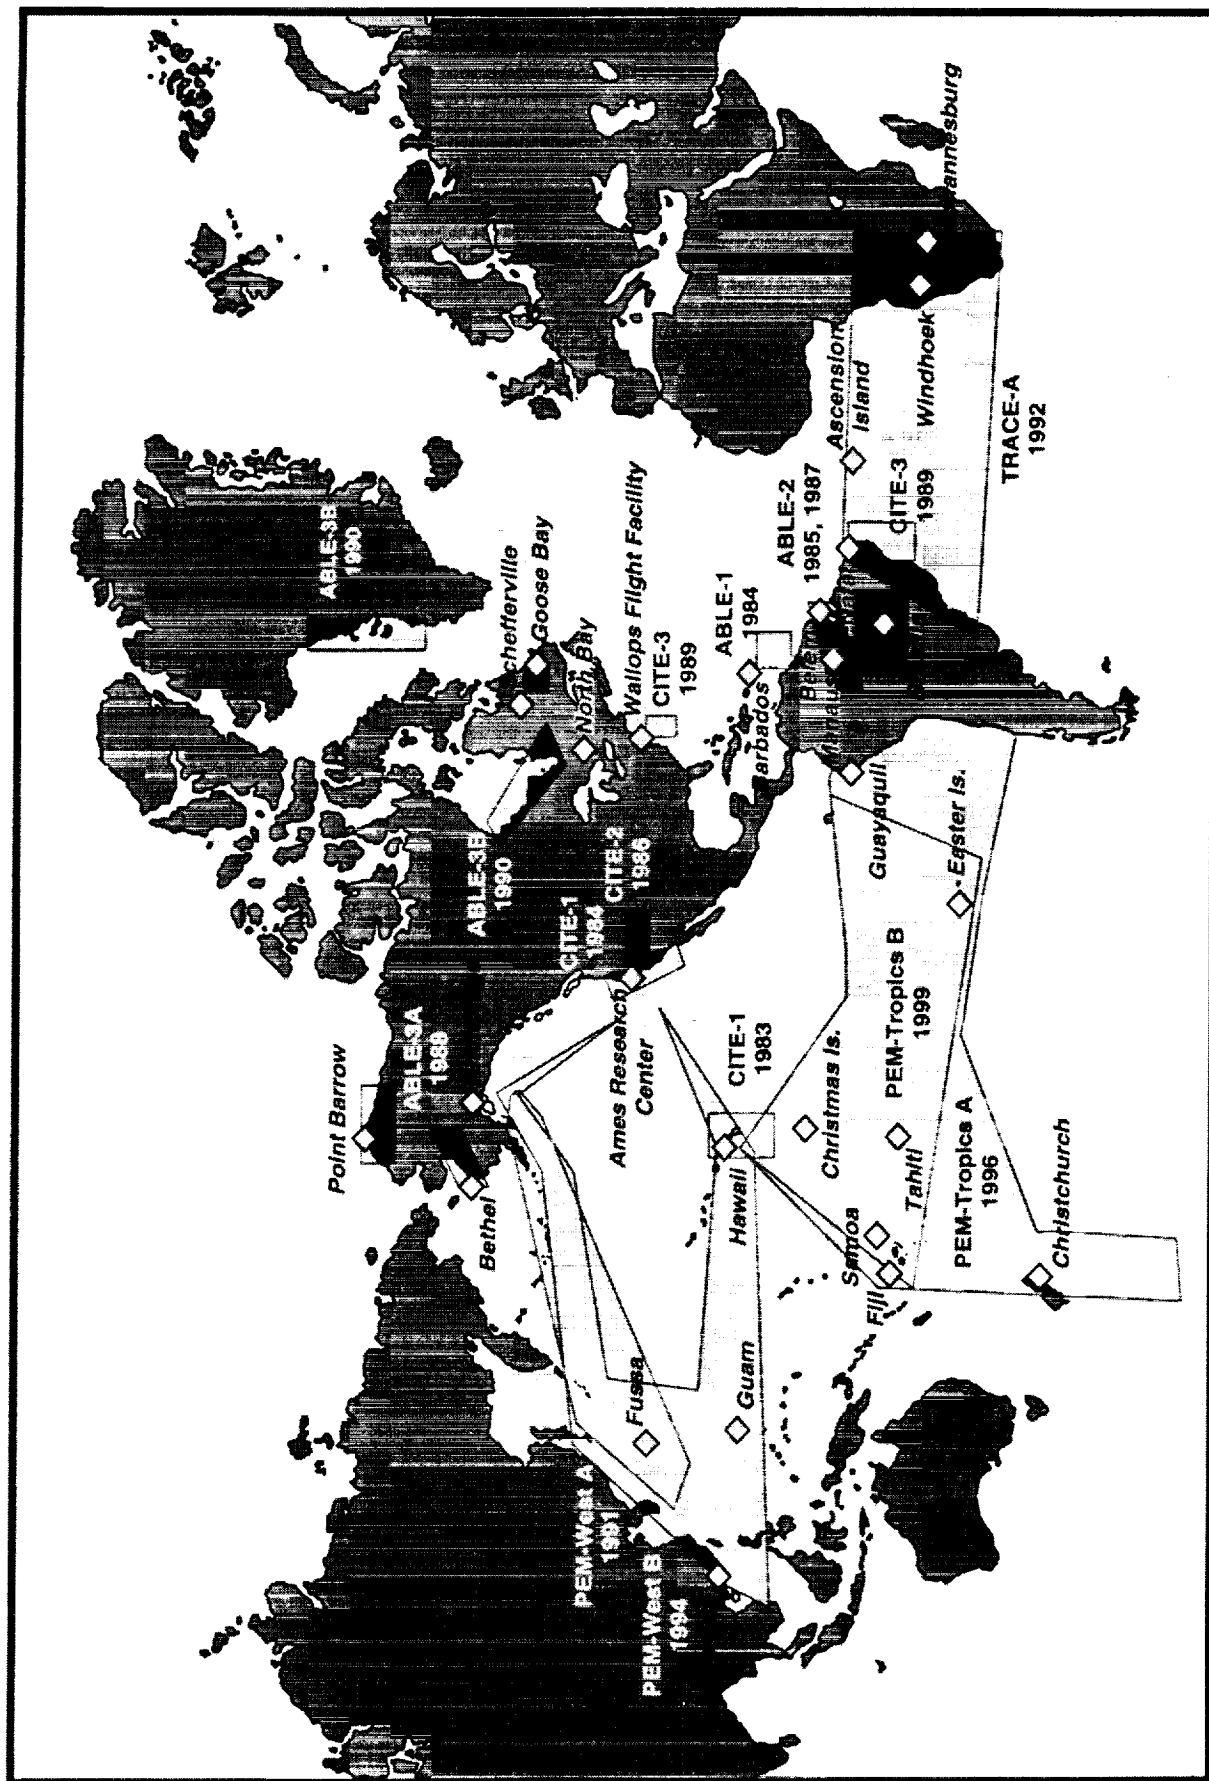 Point Barrow
ABLE-3A
1988
Bethel
ABLE-3B
1990
ABLE-3B
1990
Goose Bay
North Bay
Wallops Flight Facility
CITE-3
1989
CITE-1
1984
CITE-2
1986
Ames Research
Center
PEM-West A
1991
PEM-West B
1994
Fussa
Guam
Hawaii
CITE-1
1983
Christmas Is.
ABLE-1
1984
ABLE-2
1985, 1987
Ascension
Island
CITE-3
1989
Windhoek
TRACE-A
1992
Guayaquil
Easter Is.
PEM-Tropics B
1999
Tahiti
Samoa
Fiji
PEM-Tropics A
1996
Christchurch